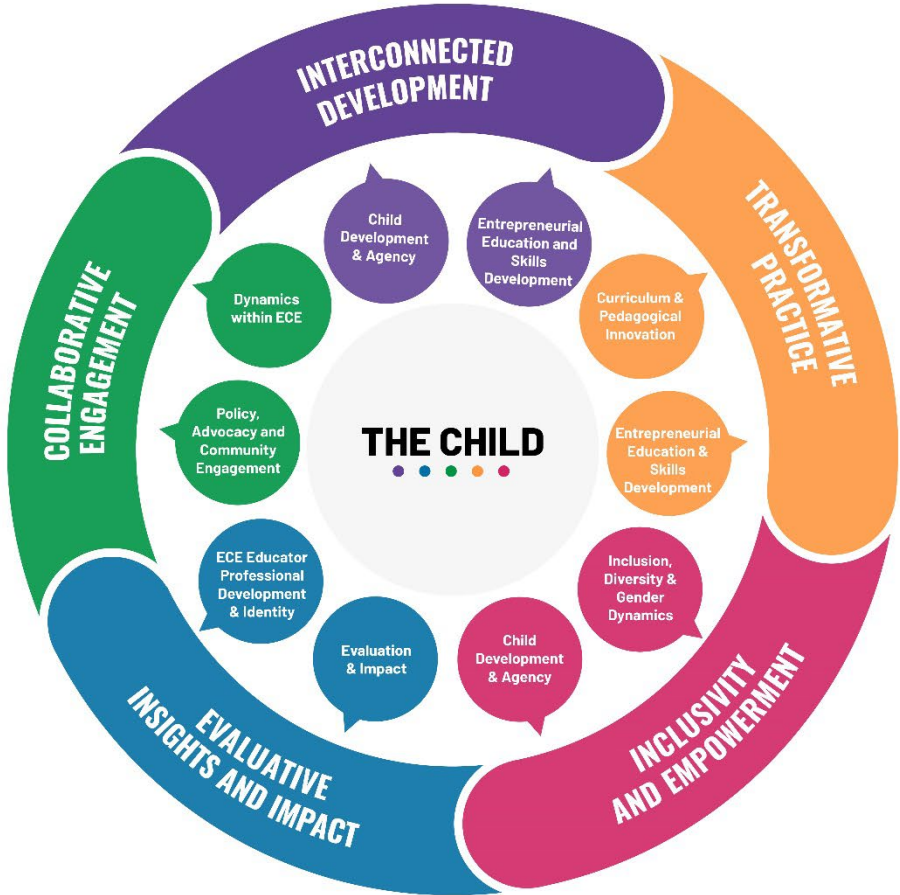 INTERCONNECTED
DEVELOPMENT
TRANSFORMATIVE
PRACTICE
INCLUSIVITY
AND EMPOWERMENT
EVALUATIVE
INSIGHTS AND IMPACT
COLLABORATIVE
ENGAGEMENT
Child
Development
& Agency
Entrepreneurial
Education and
Skills
Development
Curriculum &
Pedagogical
Innovation
Entrepreneurial
Education &
Skills
Development
Inclusion,
Diversity &
Gender
Dynamics
Child
Development
& Agency
Evaluation
& Impact
ECE Educator
Professional
Development
& Identity
Policy,
Advocacy and
Community
Engagement
Dynamics
within ECE
THE CHILD